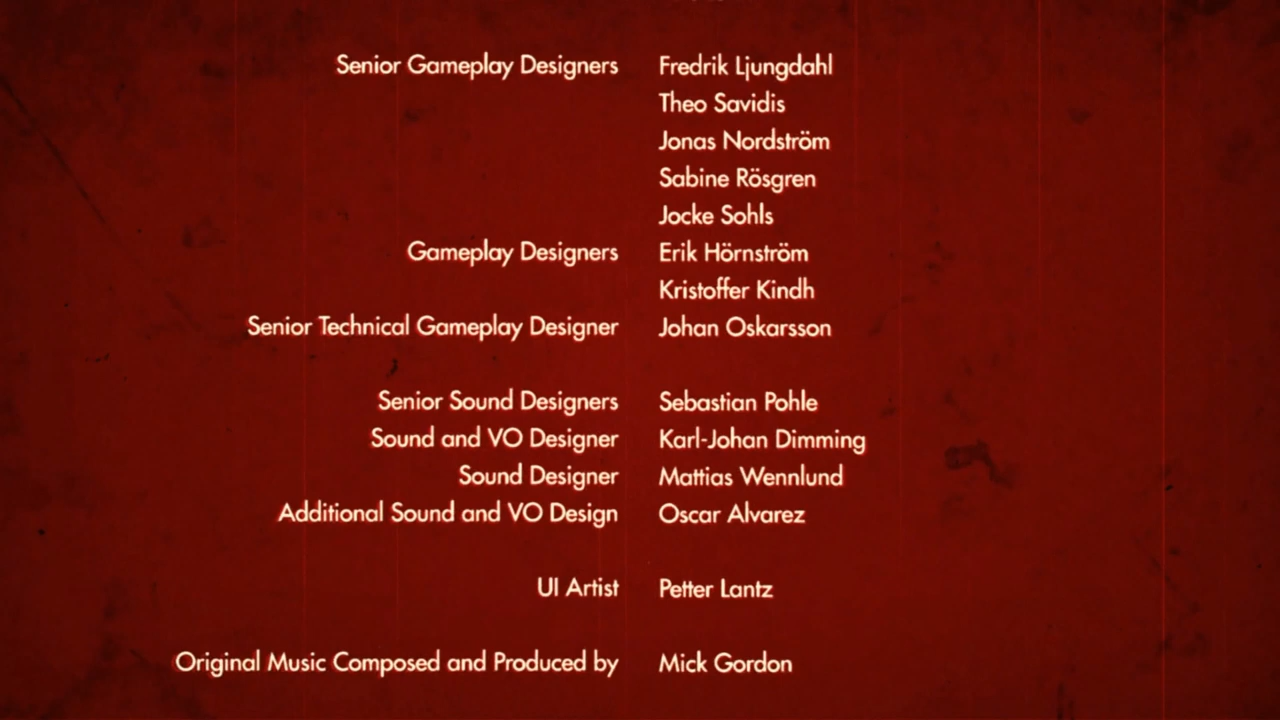 Senior Gameplay Designers Fredrik Ljungdahl
Theo Savidis
Jonas Nordström
Sabine Rösgren
Jocke Sohls
Gameplay Designers Erik Hörnström
Kristoffer Kindh
Senior Technical Gameplay Designer Johan Oskarsson
Senior Sound Designers Sebastian Pohle
Sound and VO Designer Karl-Johan Dimming
Sound Designer Mattias Wennlund
Additional Sound and VO Design Oscar Alvarez
UI Artist Petter Lantz
Original Music Composed and Produced by Mick Gordon